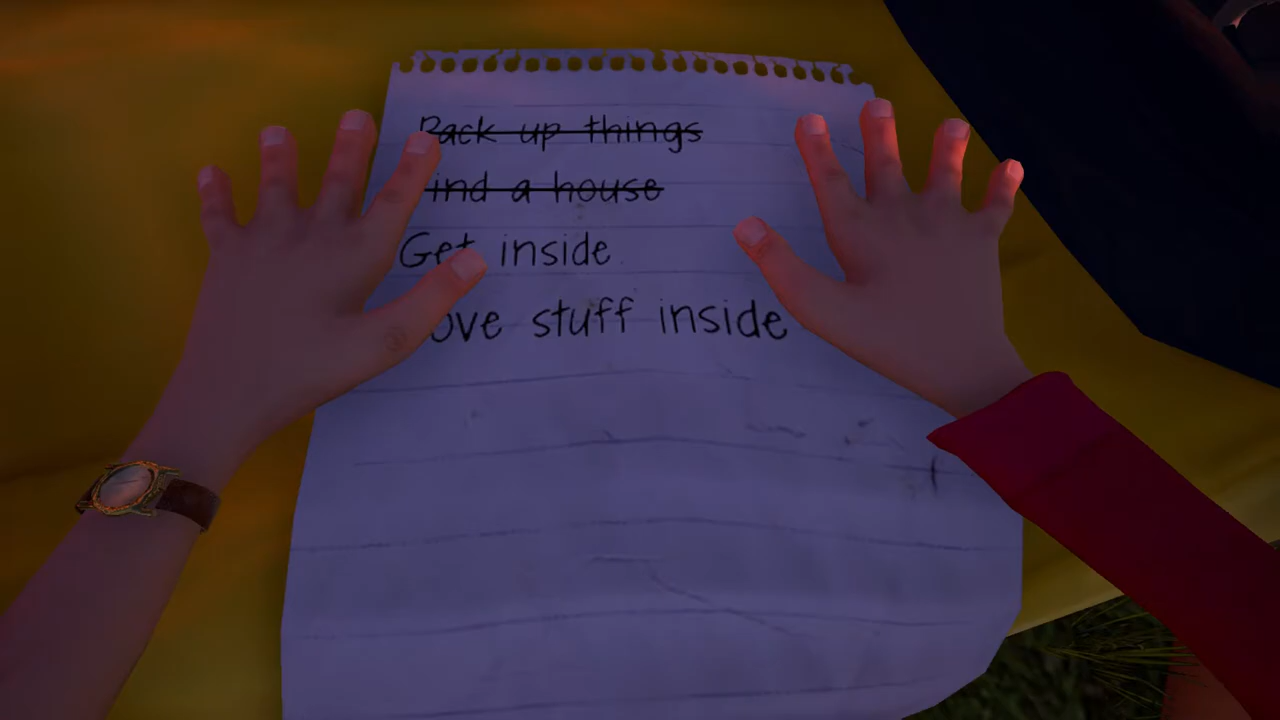 Pack up things
ind a house
Get inside
ove stuff inside